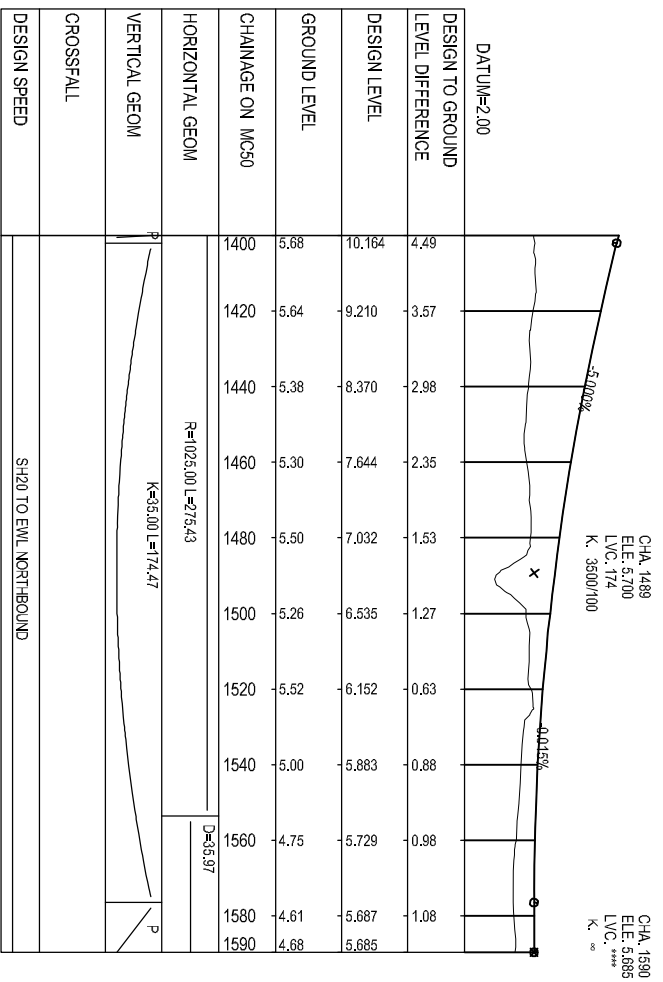 CHA. 1489
ELE. 5.700
LVC. 174
K. 3500/100
CHA. 1590
ELE. 5.685
LVC. ****
K. ∞
-5.000%
-0.015%
DATUM=2.00
DESIGN TO GROUND
LEVEL DIFFERENCE 4.49 3.57 2.98 2.35 1.53 1.27 0.63 0.88 0.98 1.08
DESIGN LEVEL 10.164 9.210 8.370 7.644 7.032 6.535 6.152 5.883 5.729 5.687 5.685
GROUND LEVEL 5.68 5.64 5.38 5.30 5.50 5.26 5.52 5.00 4.75 4.61 4.68
CHAINAGE ON MC50 1400 1420 1440 1460 1480 1500 1520 1540 1560 1580 1590
HORIZONTAL GEOM R=1025.00 L=275.43 D=35.97
VERTICAL GEOM P K=35.00 L=174.47 P
CROSSFALL
DESIGN SPEED SH20 TO EWL NORTHBOUND